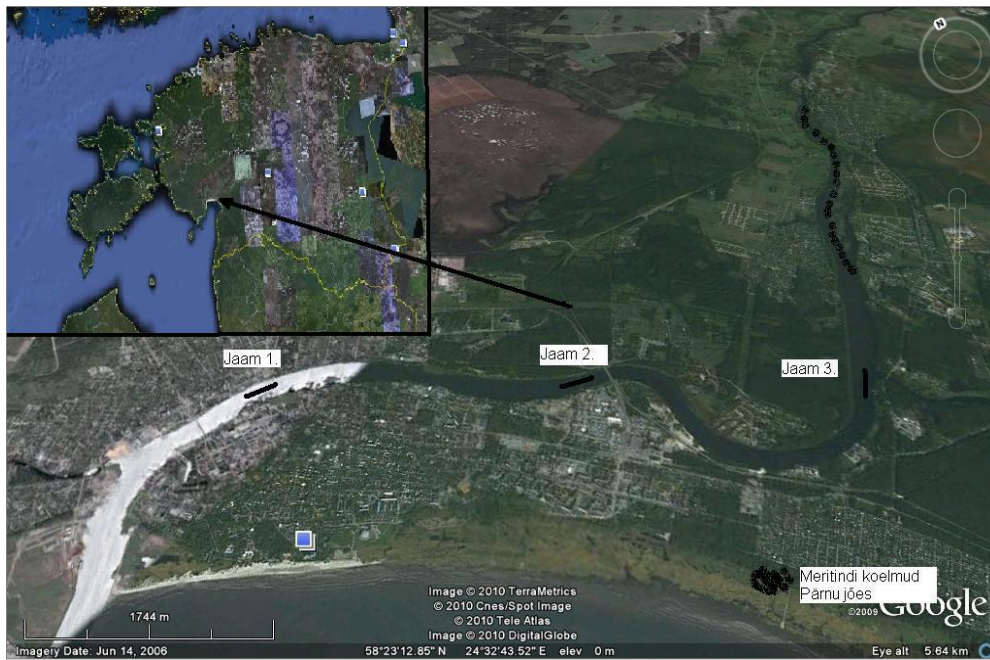 N
Jaam 1.
Jaam 2.
Jaam 3.
Meritindi koelmud
Pärnu jões
©2009 Google
1744 m
Image © 2010 TerraMetrics
© 2010 Cnes/Spot Image
© 2010 Tele Atlas
Image © 2010 DigitalGlobe
Imagery Date: Jun 14, 2006
58°23'12.85" N 24°32'43.52" E elev 0 m
Eye alt 5.64 km